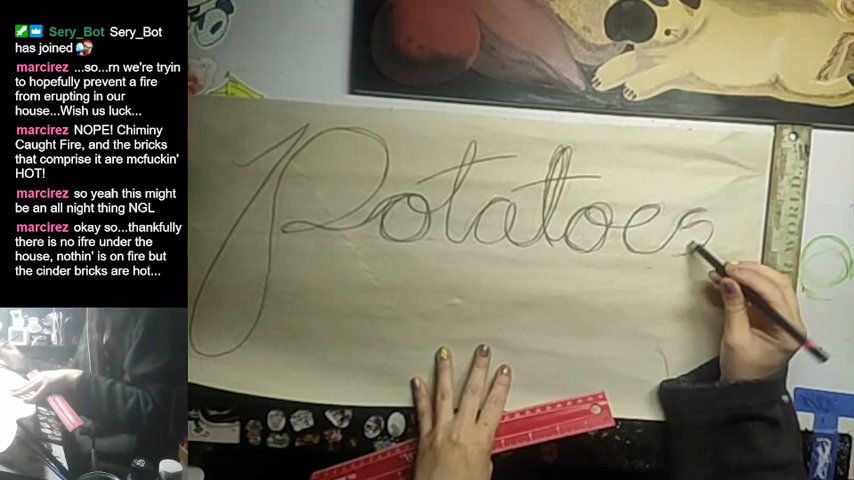 Sery_Bot Sery_Bot
has joined
marcirez ...so...rn we're tryin
to hopefully prevent a fire
from erupting in our
house...Wish us luck...
marcirez NOPE! Chiminy
Caught Fire, and the bricks
that comprise it are mcfuckin'
HOT!
marcirez so yeah this might
be an all night thing NGL
marcirez okay so...thankfully
there is no ifre under the
house, nothin' is on fire but
the cinder bricks are hot...
Potatoes
WORLD